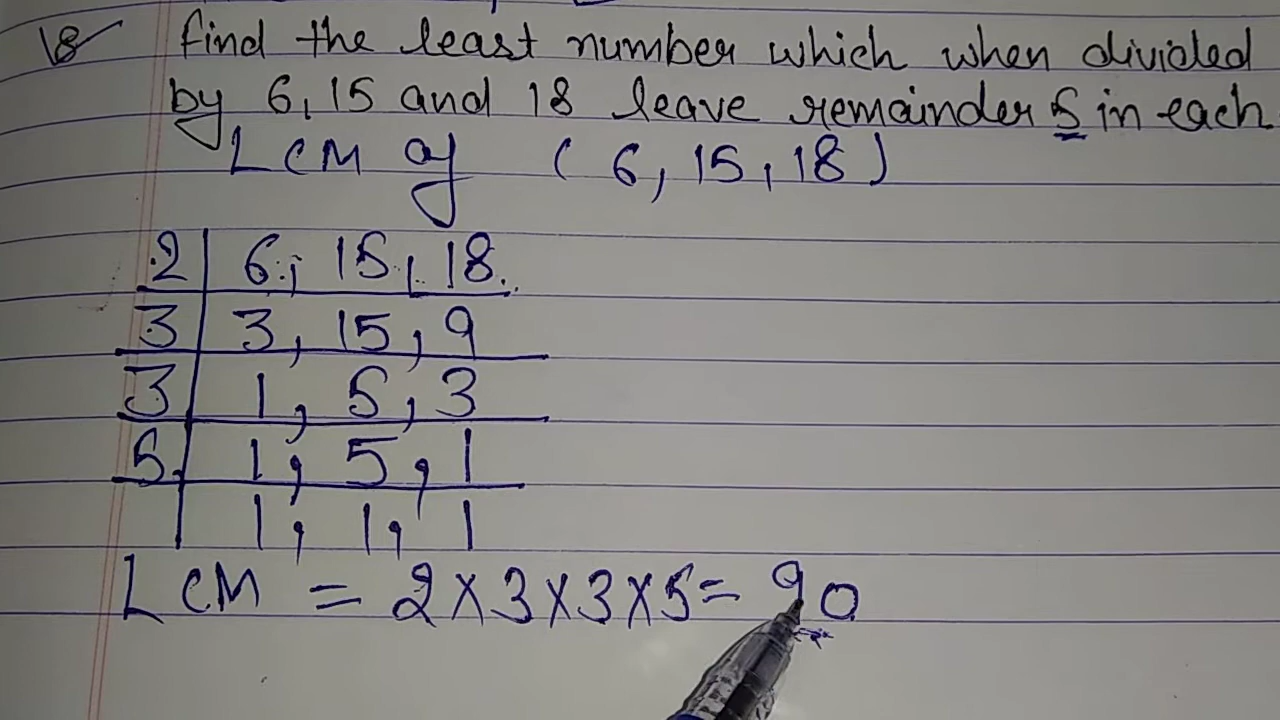 18 find the least number which when divided
by 6, 15 and 18 leave remainder 5 in each
LCM of (6, 15, 18)
2 | 6, 15, 18
3 | 3, 15, 9
3 | 1, 5, 3
5 | 1, 5, 1
| 1, 1, 1
LCM = 2×3×3×5 = 90